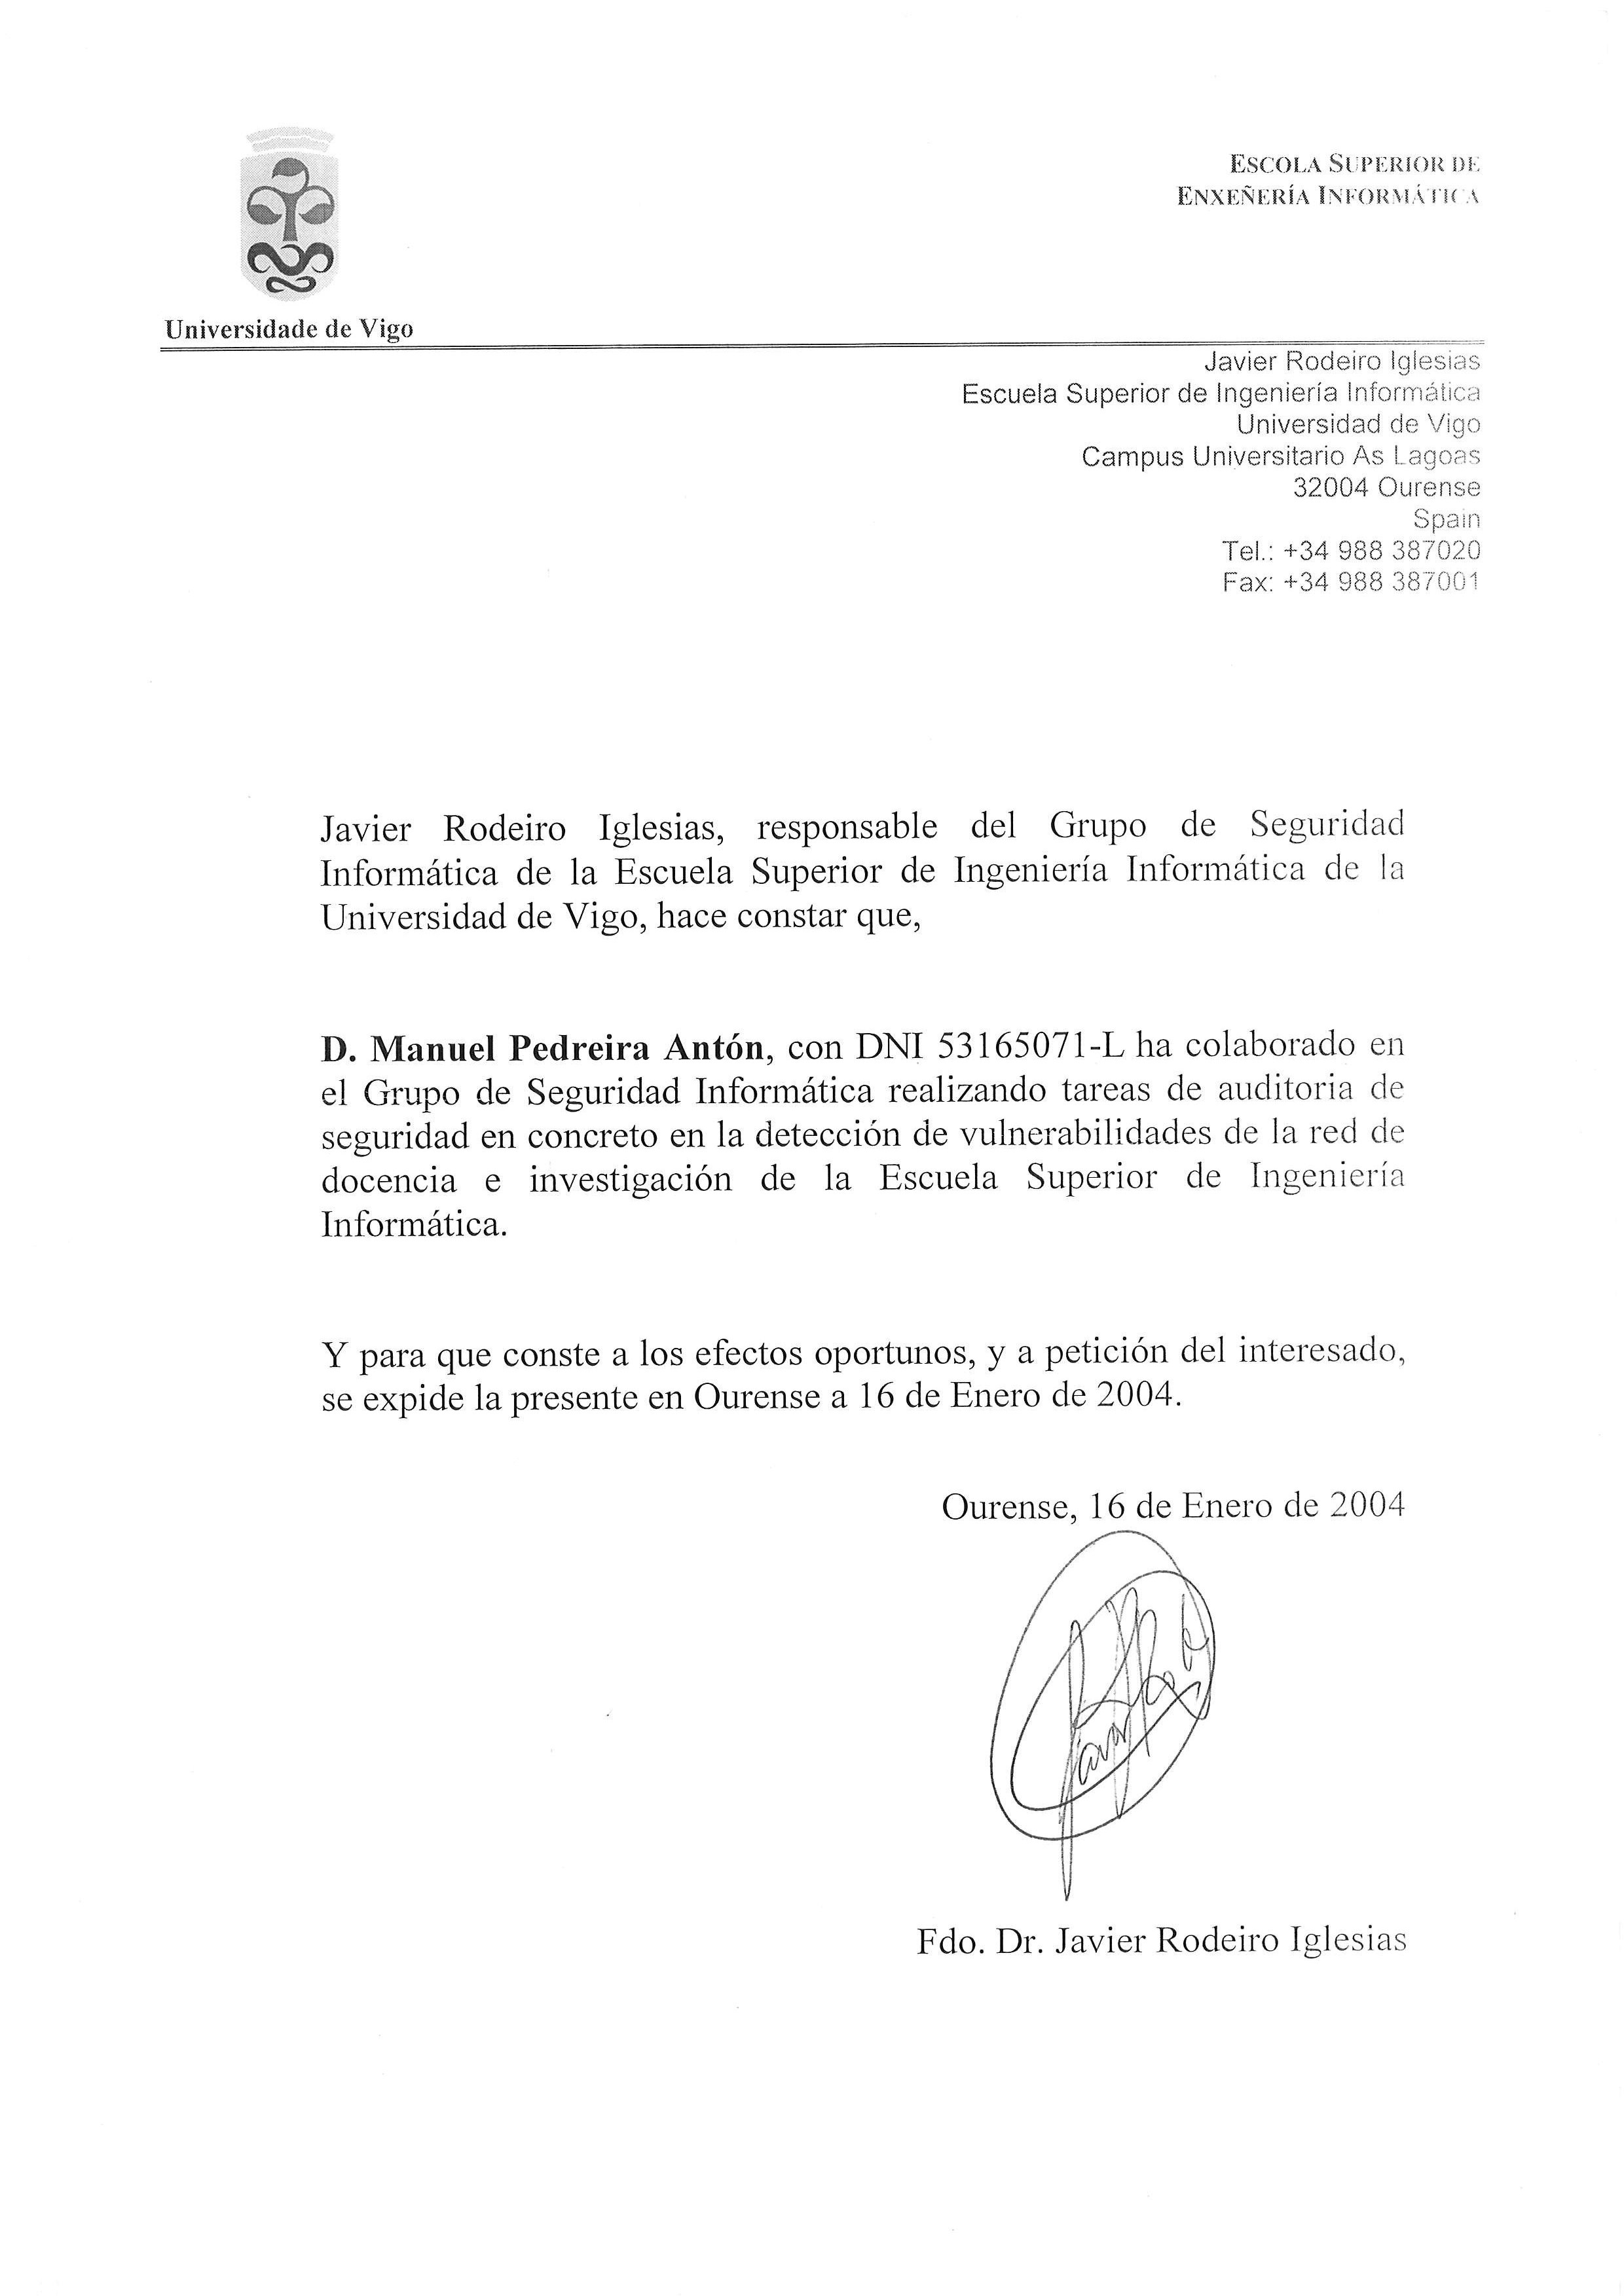 ESCOLA SUPERIOR DE
ENXEÑERÍA INFORMÁTICA
Universidade de Vigo
Javier Rodeiro Iglesias
Escuela Superior de Ingeniería Informática
Universidad de Vigo
Campus Universitario As Lagoas
32004 Ourense
Spain
Tel.: +34 988 387020
Fax: +34 988 387001
Javier Rodeiro Iglesias, responsable del Grupo de Seguridad
Informática de la Escuela Superior de Ingeniería Informática de la
Universidad de Vigo, hace constar que,
D. Manuel Pedreira Antón, con DNI 53165071-L ha colaborado en
el Grupo de Seguridad Informática realizando tareas de auditoria de
seguridad en concreto en la detección de vulnerabilidades de la red de
docencia e investigación de la Escuela Superior de Ingeniería
Informática.
Y para que conste a los efectos oportunos, y a petición del interesado,
se expide la presente en Ourense a 16 de Enero de 2004.
Ourense, 16 de Enero de 2004
Fdo. Dr. Javier Rodeiro Iglesias